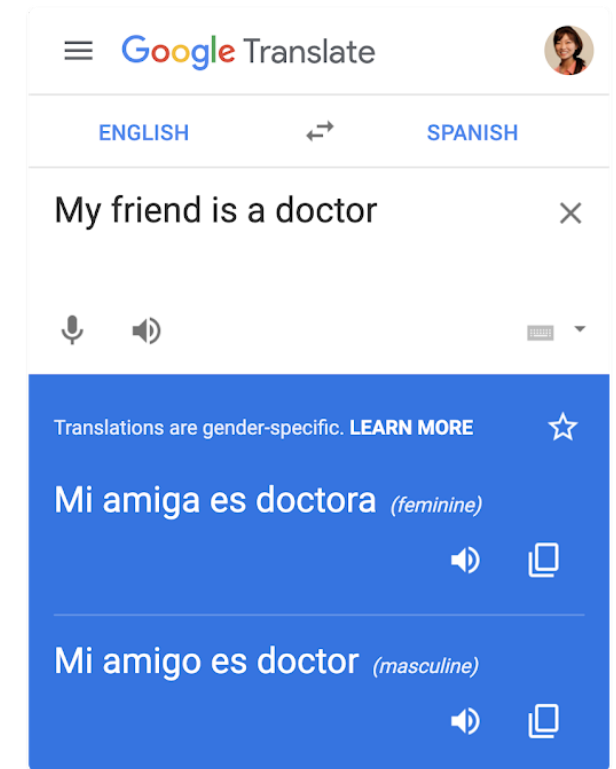 Google Translate
ENGLISH SPANISH
My friend is a doctor
Translations are gender-specific. LEARN MORE
Mi amiga es doctora (feminine)
Mi amigo es doctor (masculine)